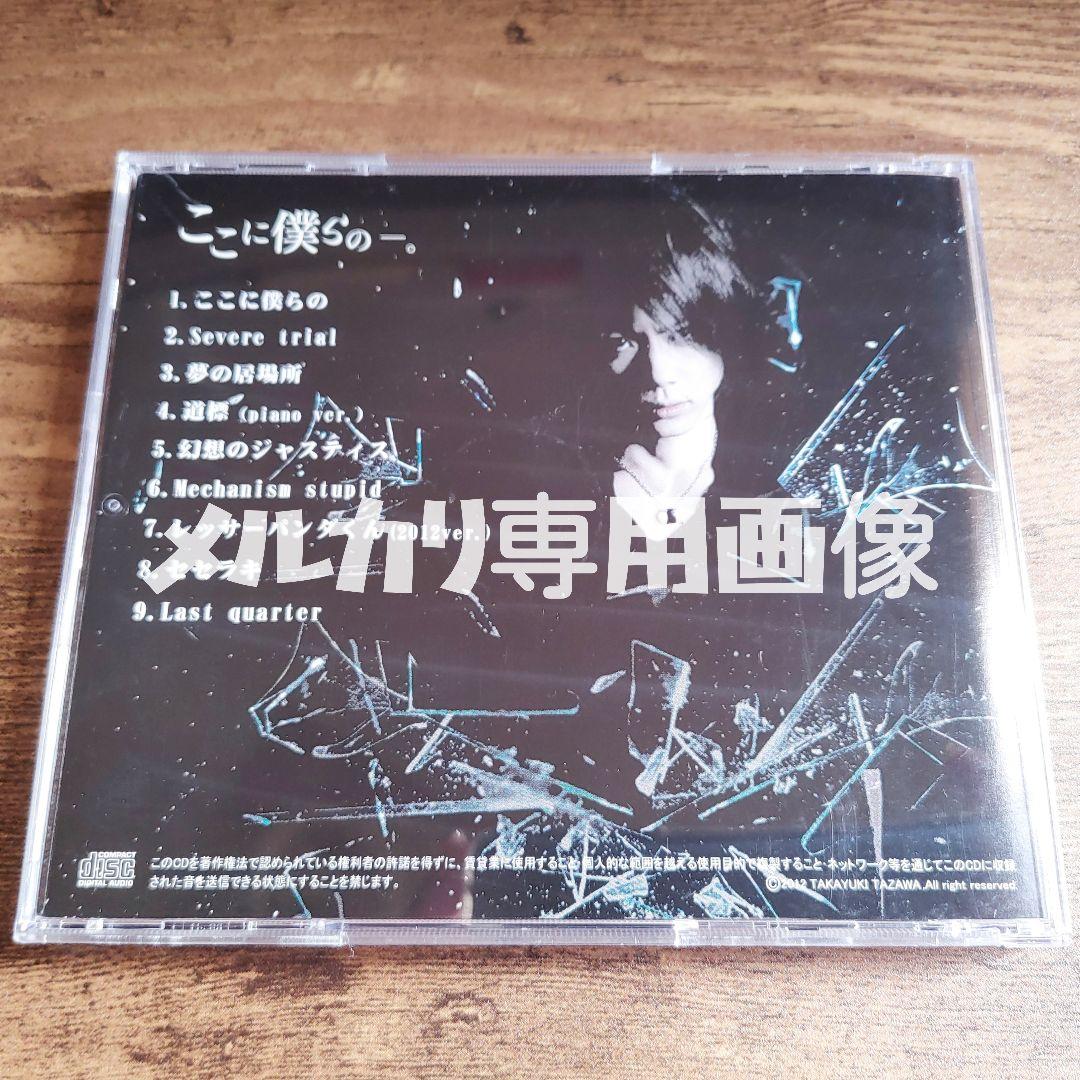 ここに僕らの―。
1. ここに僕らの
2. Severe trial
3. 夢の居場所
4. 道標 (piano ver.)
5. 幻想のジャスティス
6. Mechanism stupid
7. レッサーパンダくん (2012ver.)
8. セセラギ
9. Last quarter
メルカリ専用画像
COMPACT
disc
DIGITAL AUDIO
このCDを著作権法で認められている権利者の許諾を得ずに、賃貸業に使用すること、個人的な範囲を越える使用目的で複製すること、ネットワーク等を通じてこのCDに収録
された音を送信できる状態にすることを禁じます。
Ⓒ2012 TAKAYUKI TAZAWA. All right reserved.